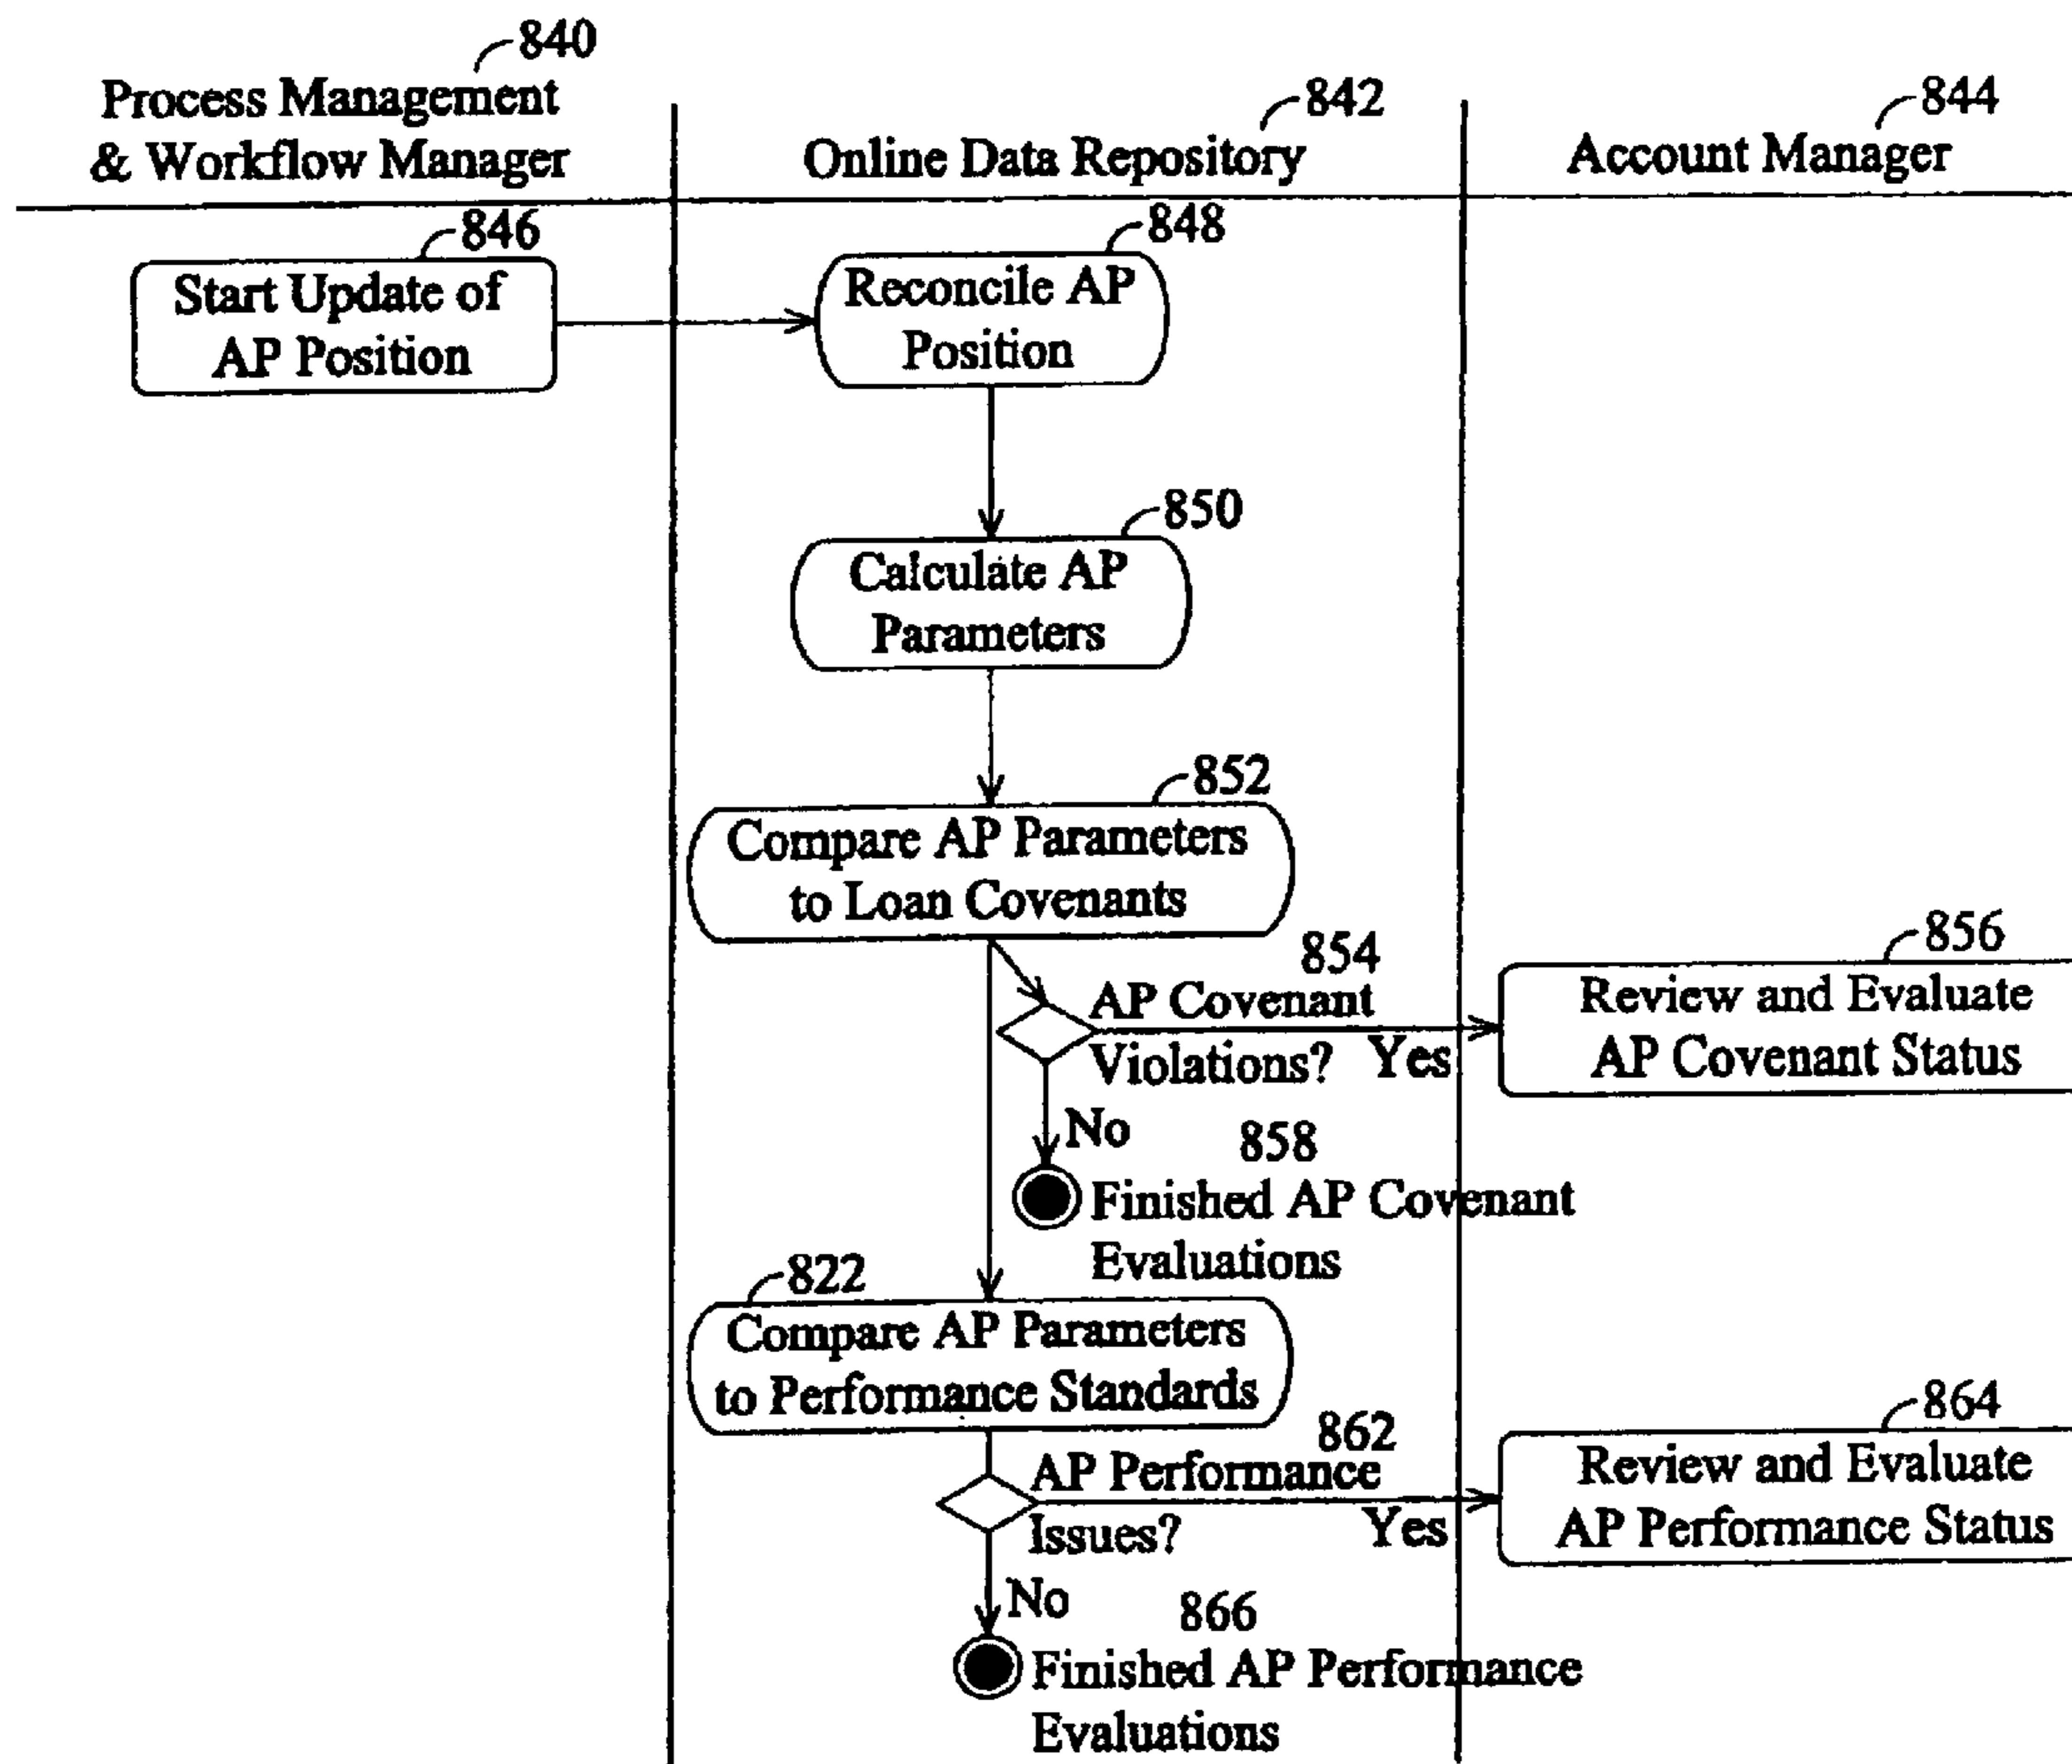 840
Process Management
& Workflow Manager
842
Online Data Repository
844
Account Manager
846
Start Update of
AP Position
848
Reconcile AP
Position
850
Calculate AP
Parameters
852
Compare AP Parameters
to Loan Covenants
854
AP Covenant
Violations? Yes
856
Review and Evaluate
AP Covenant Status
No
858
Finished AP Covenant
Evaluations
822
Compare AP Parameters
to Performance Standards
862
AP Performance
Issues? Yes
864
Review and Evaluate
AP Performance Status
No
866
Finished AP Performance
Evaluations